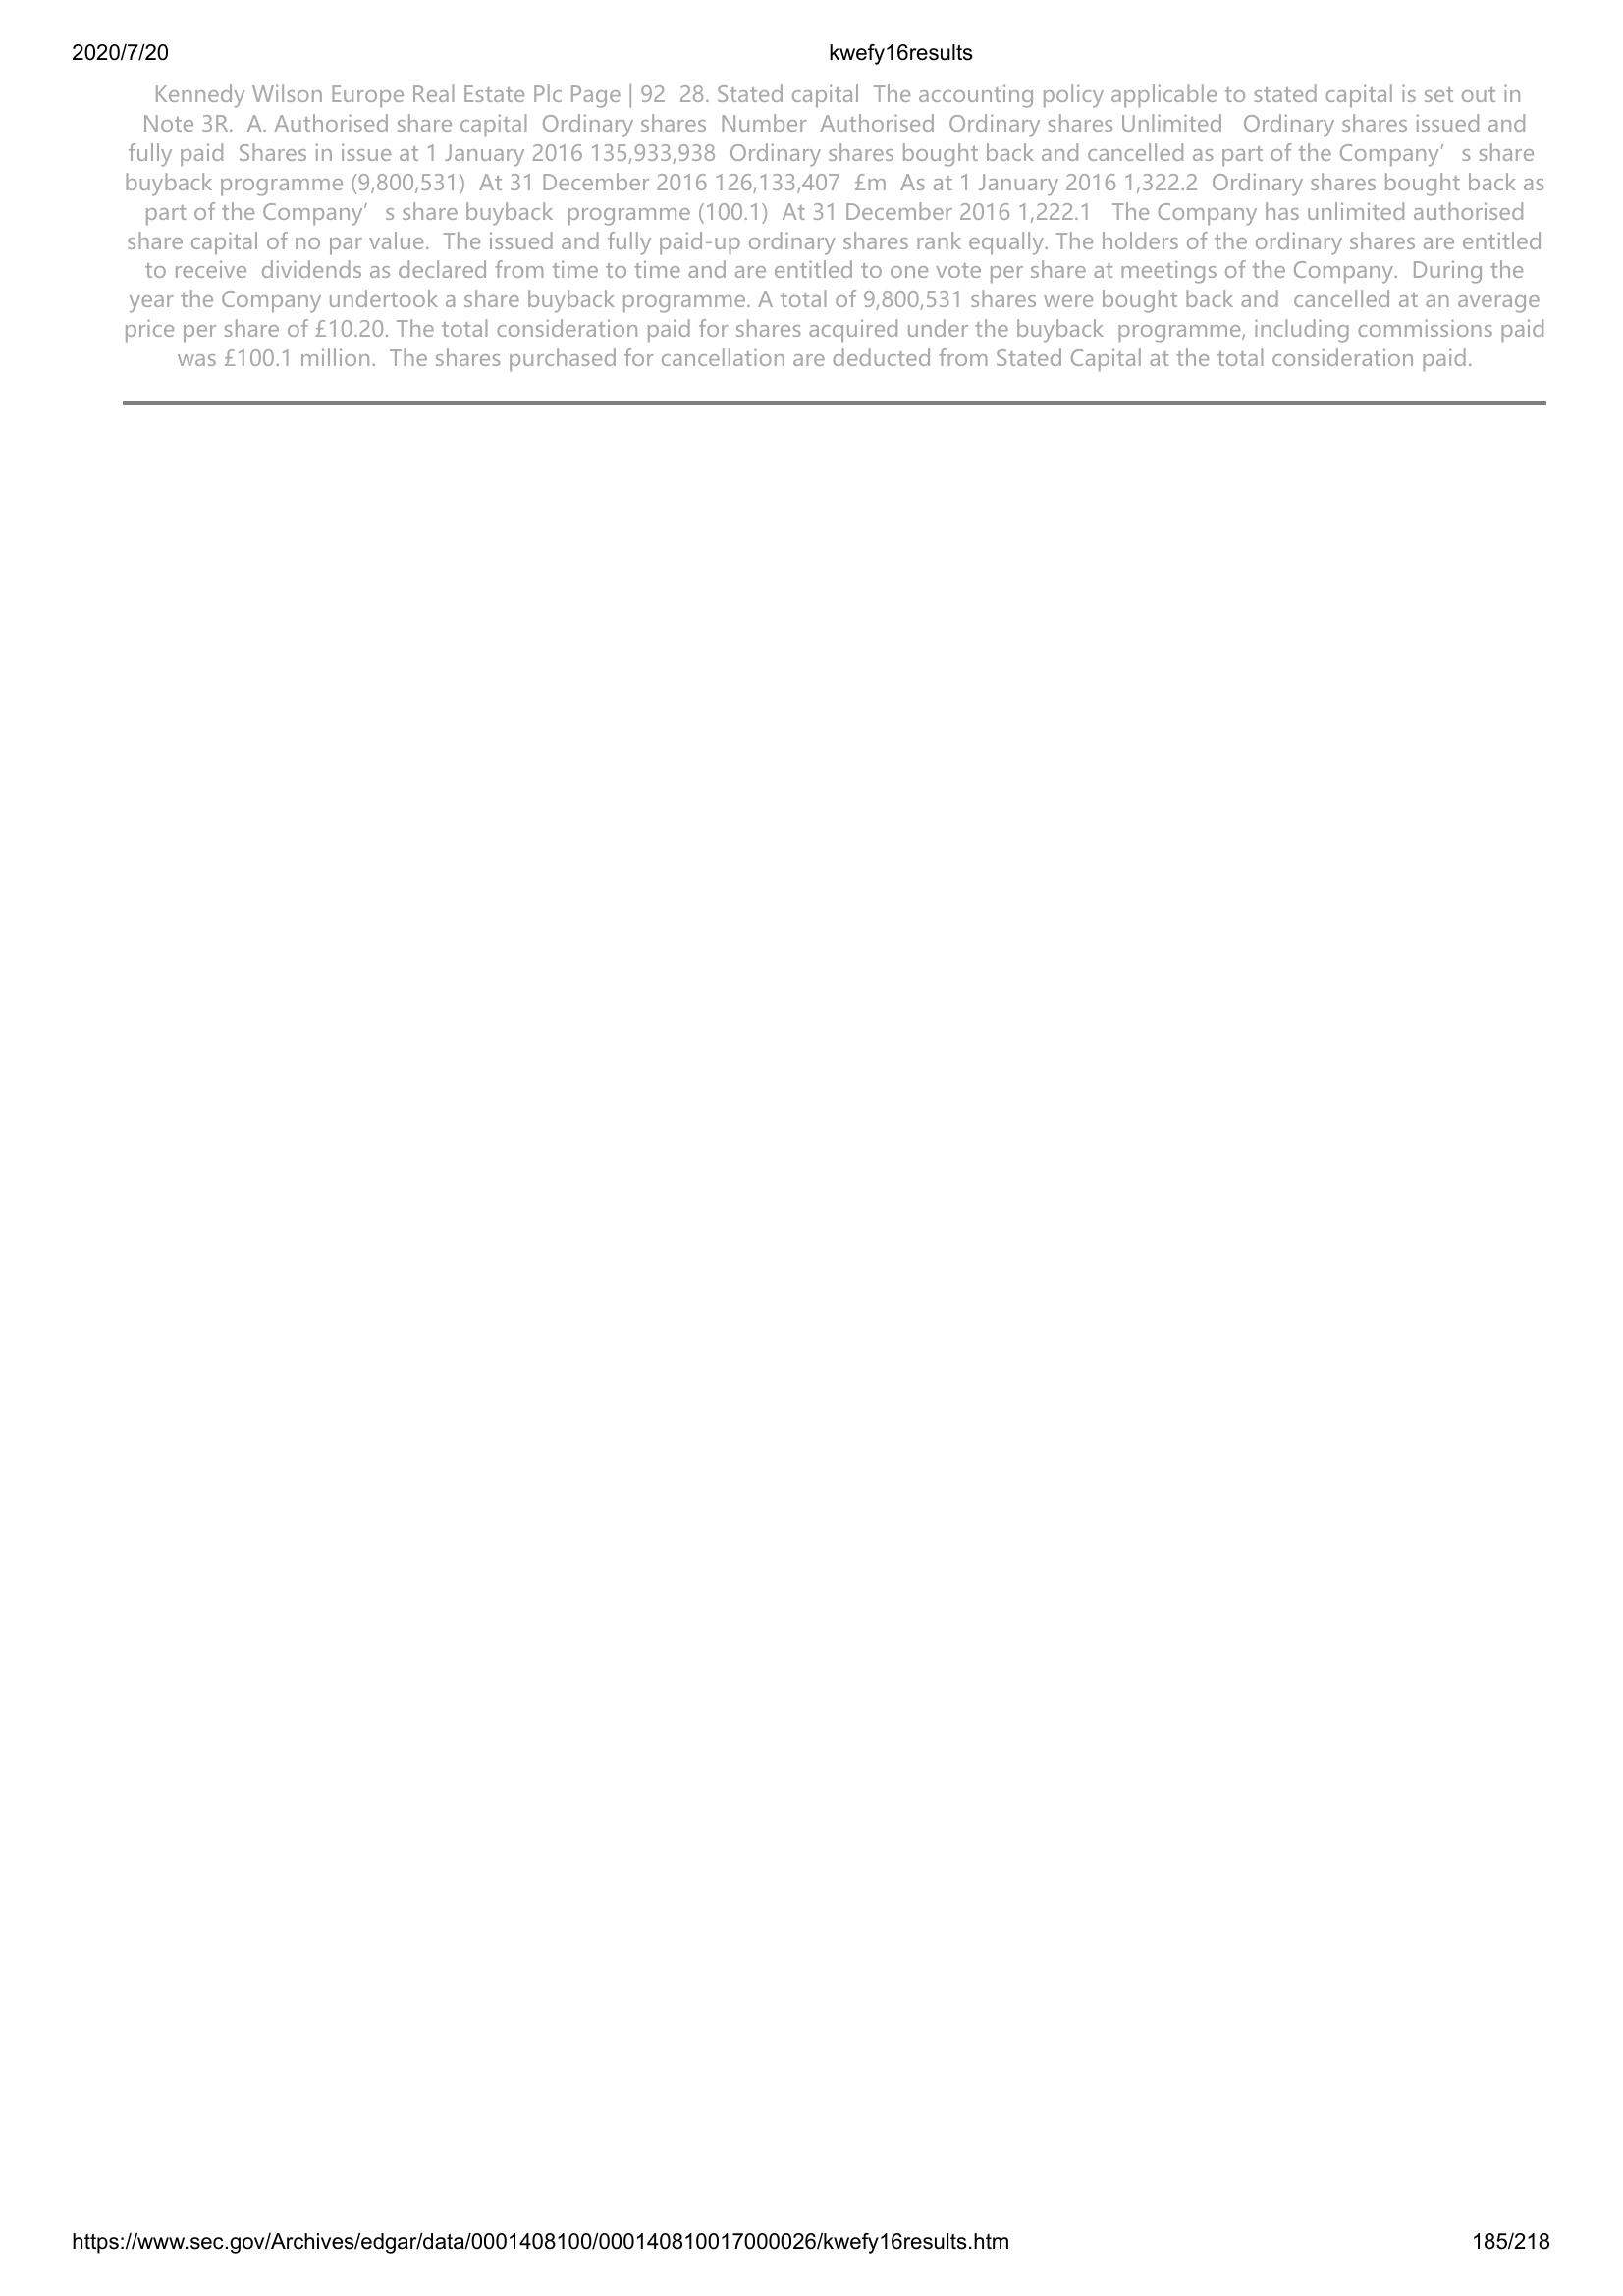 2020/7/20 kwefy16results
Kennedy Wilson Europe Real Estate Plc Page | 92 28. Stated capital The accounting policy applicable to stated capital is set out in
Note 3R. A. Authorised share capital Ordinary shares Number Authorised Ordinary shares Unlimited Ordinary shares issued and
fully paid Shares in issue at 1 January 2016 135,933,938 Ordinary shares bought back and cancelled as part of the Company’ s share
buyback programme (9,800,531) At 31 December 2016 126,133,407 £m As at 1 January 2016 1,322.2 Ordinary shares bought back as
part of the Company’ s share buyback programme (100.1) At 31 December 2016 1,222.1 The Company has unlimited authorised
share capital of no par value. The issued and fully paid-up ordinary shares rank equally. The holders of the ordinary shares are entitled
to receive dividends as declared from time to time and are entitled to one vote per share at meetings of the Company. During the
year the Company undertook a share buyback programme. A total of 9,800,531 shares were bought back and cancelled at an average
price per share of £10.20. The total consideration paid for shares acquired under the buyback programme, including commissions paid
was £100.1 million. The shares purchased for cancellation are deducted from Stated Capital at the total consideration paid.
https://www.sec.gov/Archives/edgar/data/0001408100/000140810017000026/kwefy16results.htm 185/218